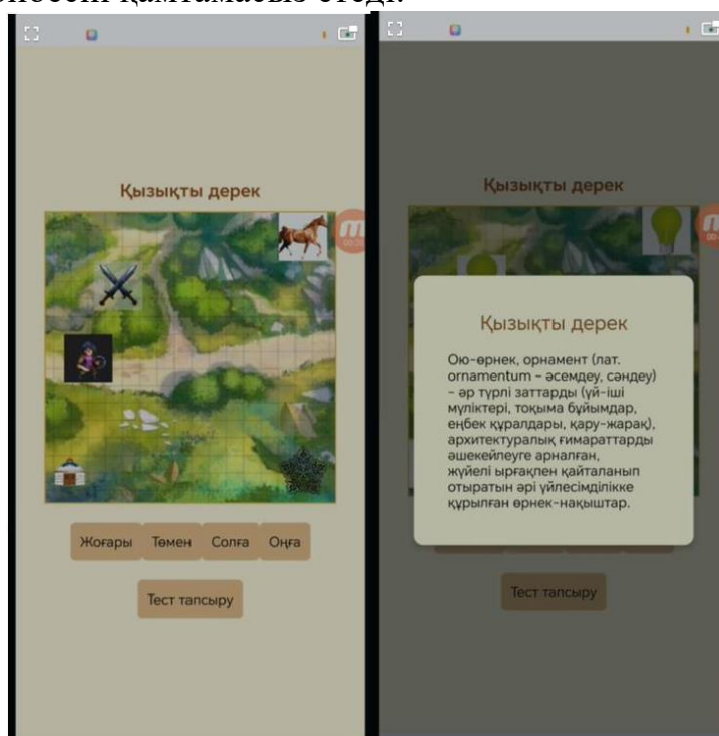 қамтамасыз етеді.
Қызықты дерек
Жоғары Төмен Солға Оңға
Тест тапсыру
Қызықты дерек
Қызықты дерек
Ою-өрнек, орнамент (лат.
ornamentum – әсемдеу, сәндеу)
– әр түрлі заттарды (үй-іші
мүліктері, тоқыма бұйымдар,
еңбек құралдары, қару-жарақ),
архитектуралық ғимараттарды
әшекейлеуге арналған,
жүйелі ырғақпен қайталанып
отыратын әрі үйлесімділікке
құрылған өрнек-нақыштар.
Тест тапсыру